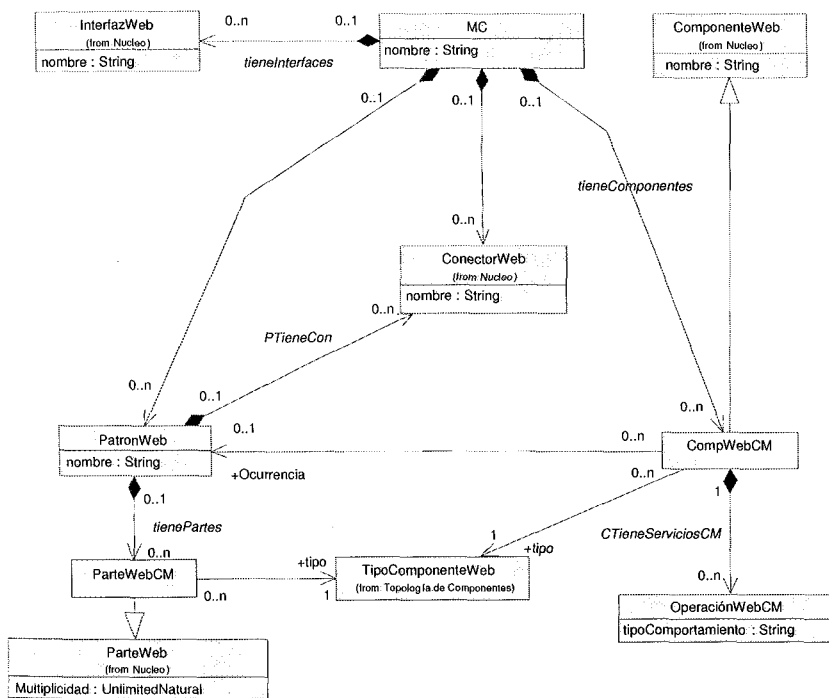 InterfazWeb
(from Nucleo)
nombre : String
0..n
0..1
tieneInterfaces
MC
nombre : String
ComponenteWeb
(from Nucleo)
nombre : String
0..1
0..1
0..1
tieneComponentes
0..n
ConectorWeb
(from Nucleo)
nombre : String
0..n
PTieneCon
0..n
0..1
0..n
PatronWeb
nombre : String
0..1
+Ocurrencia
0..n
CompWebCM
0..n
0..1
tienePartes
0..n
1
+tipo
1
CTieneServiciosCM
0..n
ParteWebCM
0..n
+tipo
1
TipoComponenteWeb
(from Topología de Componentes)
OperaciónWebCM
tipoComportamiento : String
ParteWeb
(from Nucleo)
Multiplicidad : UnlimitedNatural